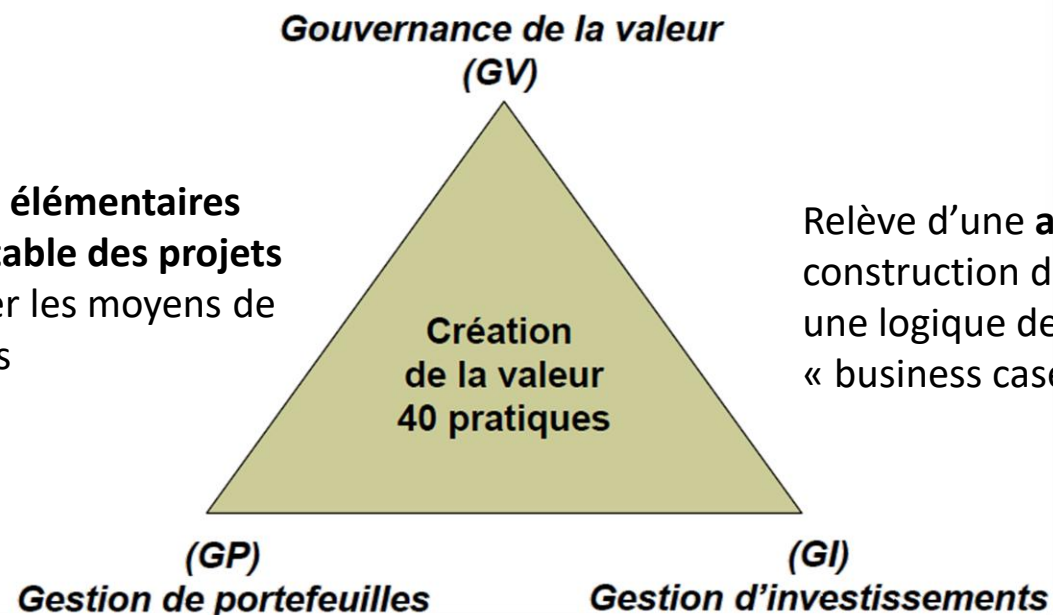 Gouvernance de la valeur
(GV)
élémentaires
table des projets
er les moyens de
s
Relève d’une a
construction d
une logique de
« business case
Création
de la valeur
40 pratiques
(GP)
Gestion de portefeuilles
(GI)
Gestion d’investissements